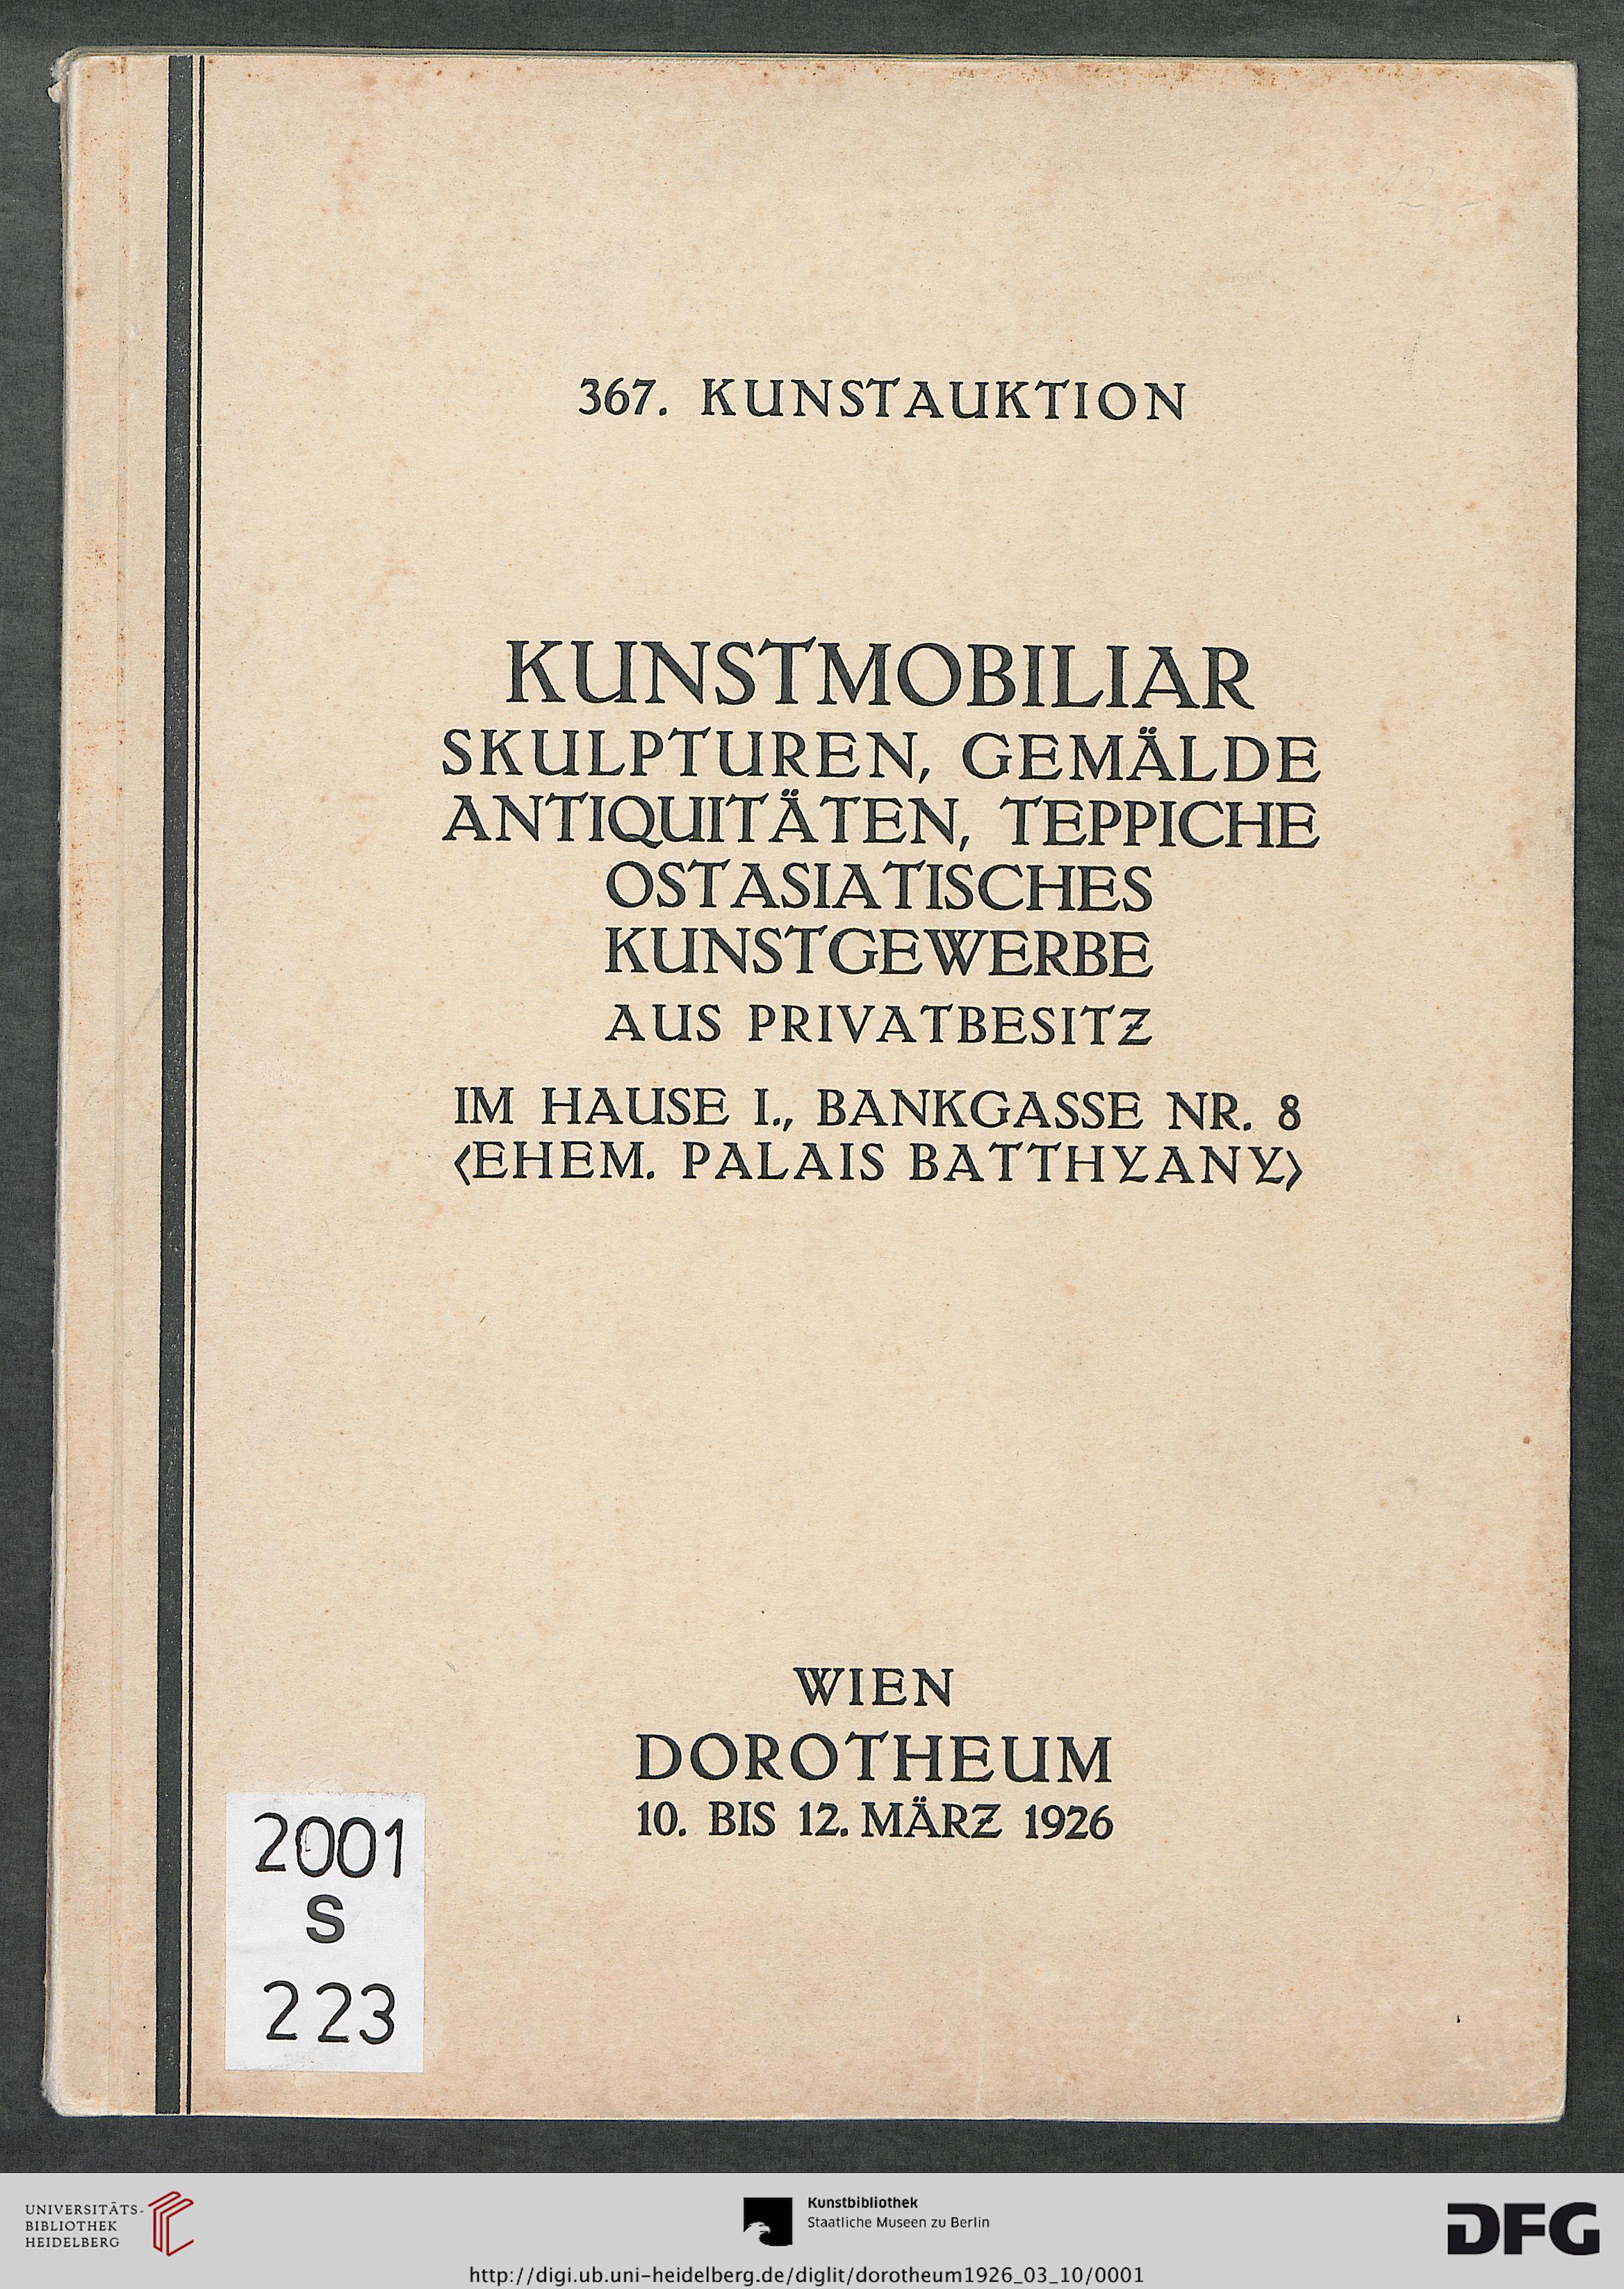 367. KUNSTAUKTION
KUNSTMOBILIAR
SKULPTUREN, GEMÄLDE
ANTIQUITÄTEN, TEPPICHE
OSTASIATISCHES
KUNSTGEWERBE
AUS PRIVATBESITZ
IM HAUSE I., BANKGASSE NR. 8
(EHEM. PALAIS BATTHYANY)
WIEN
DOROTHEUM
10. BIS 12. MÄRZ 1926
2001
S
223
UNIVERSITÄTS-
BIBLIOTHEK
HEIDELBERG
Kunstbibliothek
Staatliche Museen zu Berlin
DFG
http://digi.ub.uni-heidelberg.de/diglit/dorotheum1926_03_10/0001